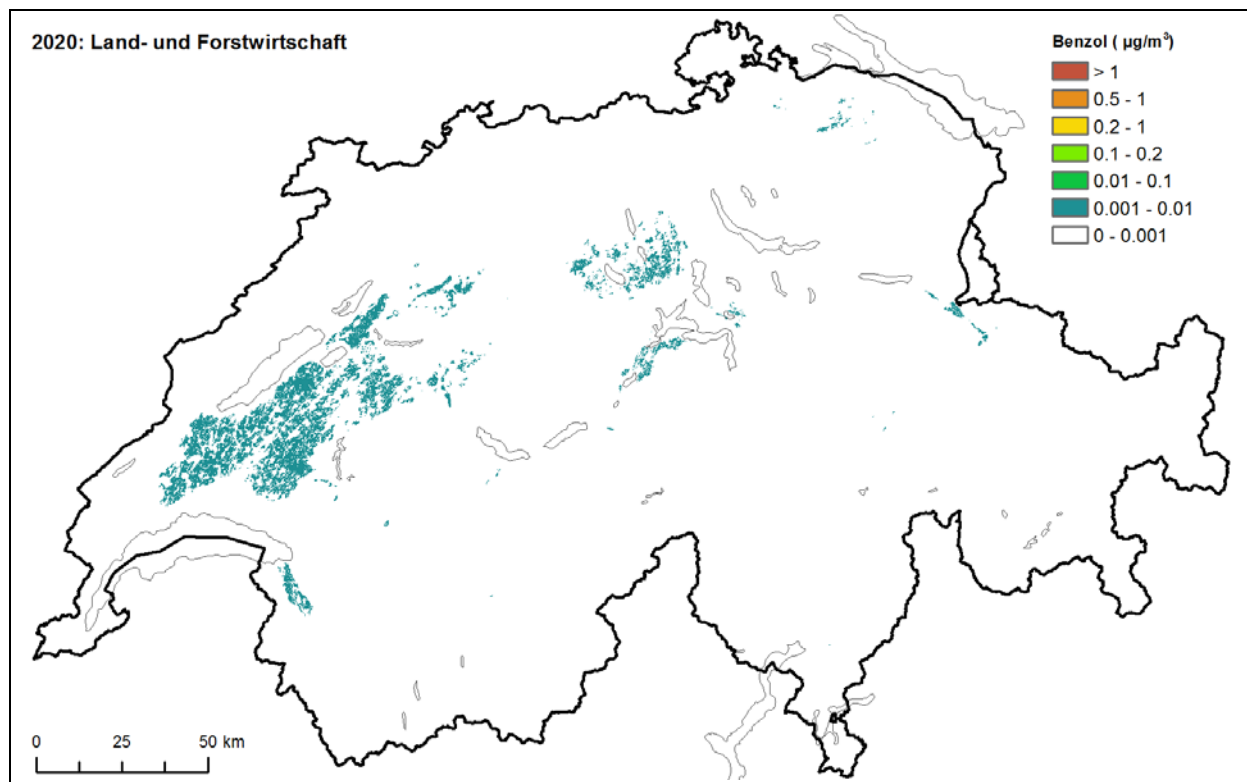 2020: Land- und Forstwirtschaft
Benzol ( µg/m³)
> 1
0.5 - 1
0.2 - 1
0.1 - 0.2
0.01 - 0.1
0.001 - 0.01
0 - 0.001
0 25 50 km